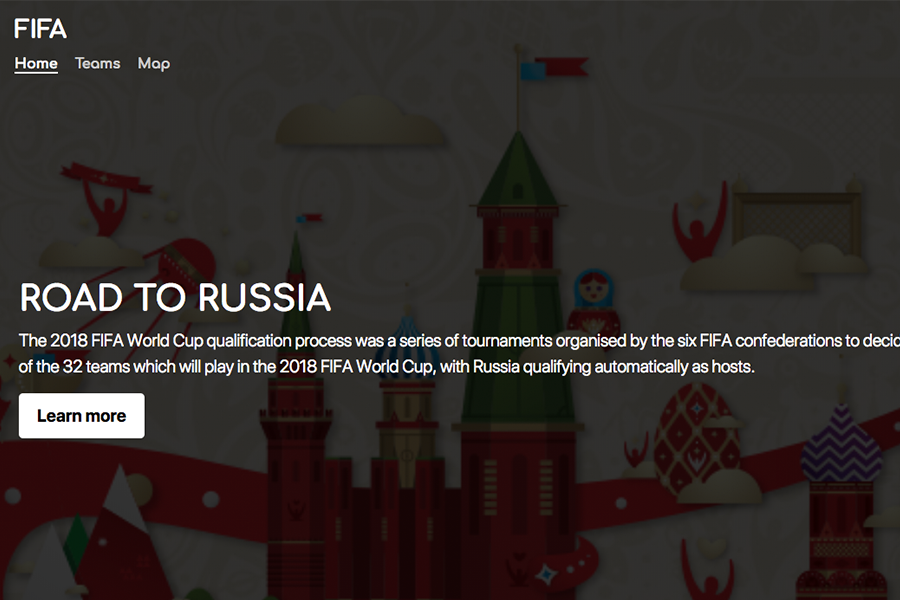 FIFA
Home Teams Map
ROAD TO RUSSIA
The 2018 FIFA World Cup qualification process was a series of tournaments organised by the six FIFA confederations to
of the 32 teams which will play in the 2018 FIFA World Cup, with Russia qualifying automatically as hosts.
Learn more